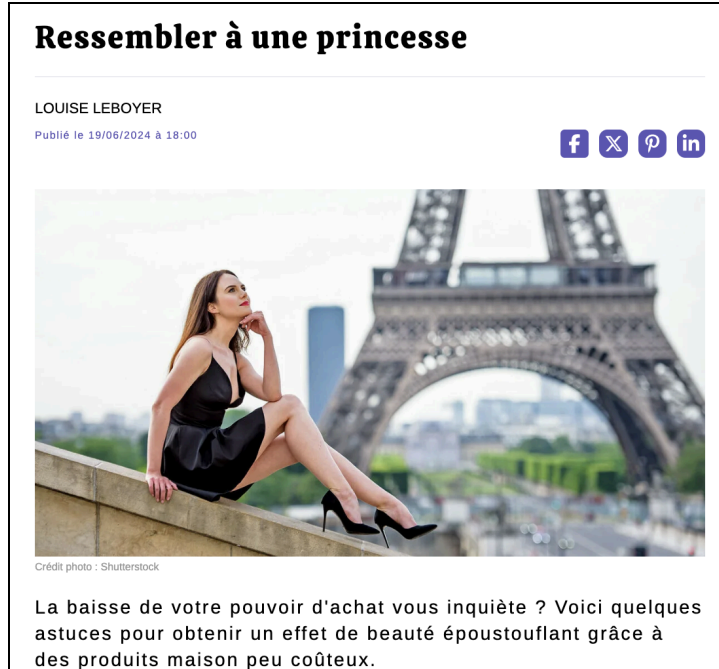 Ressembler à une princesse
LOUISE LEBOYER
Publié le 19/06/2024 à 18:00
Crédit photo : Shutterstock
La baisse de votre pouvoir d'achat vous inquiète ? Voici quelques
astuces pour obtenir un effet de beauté époustouflant grâce à
des produits maison peu coûteux.